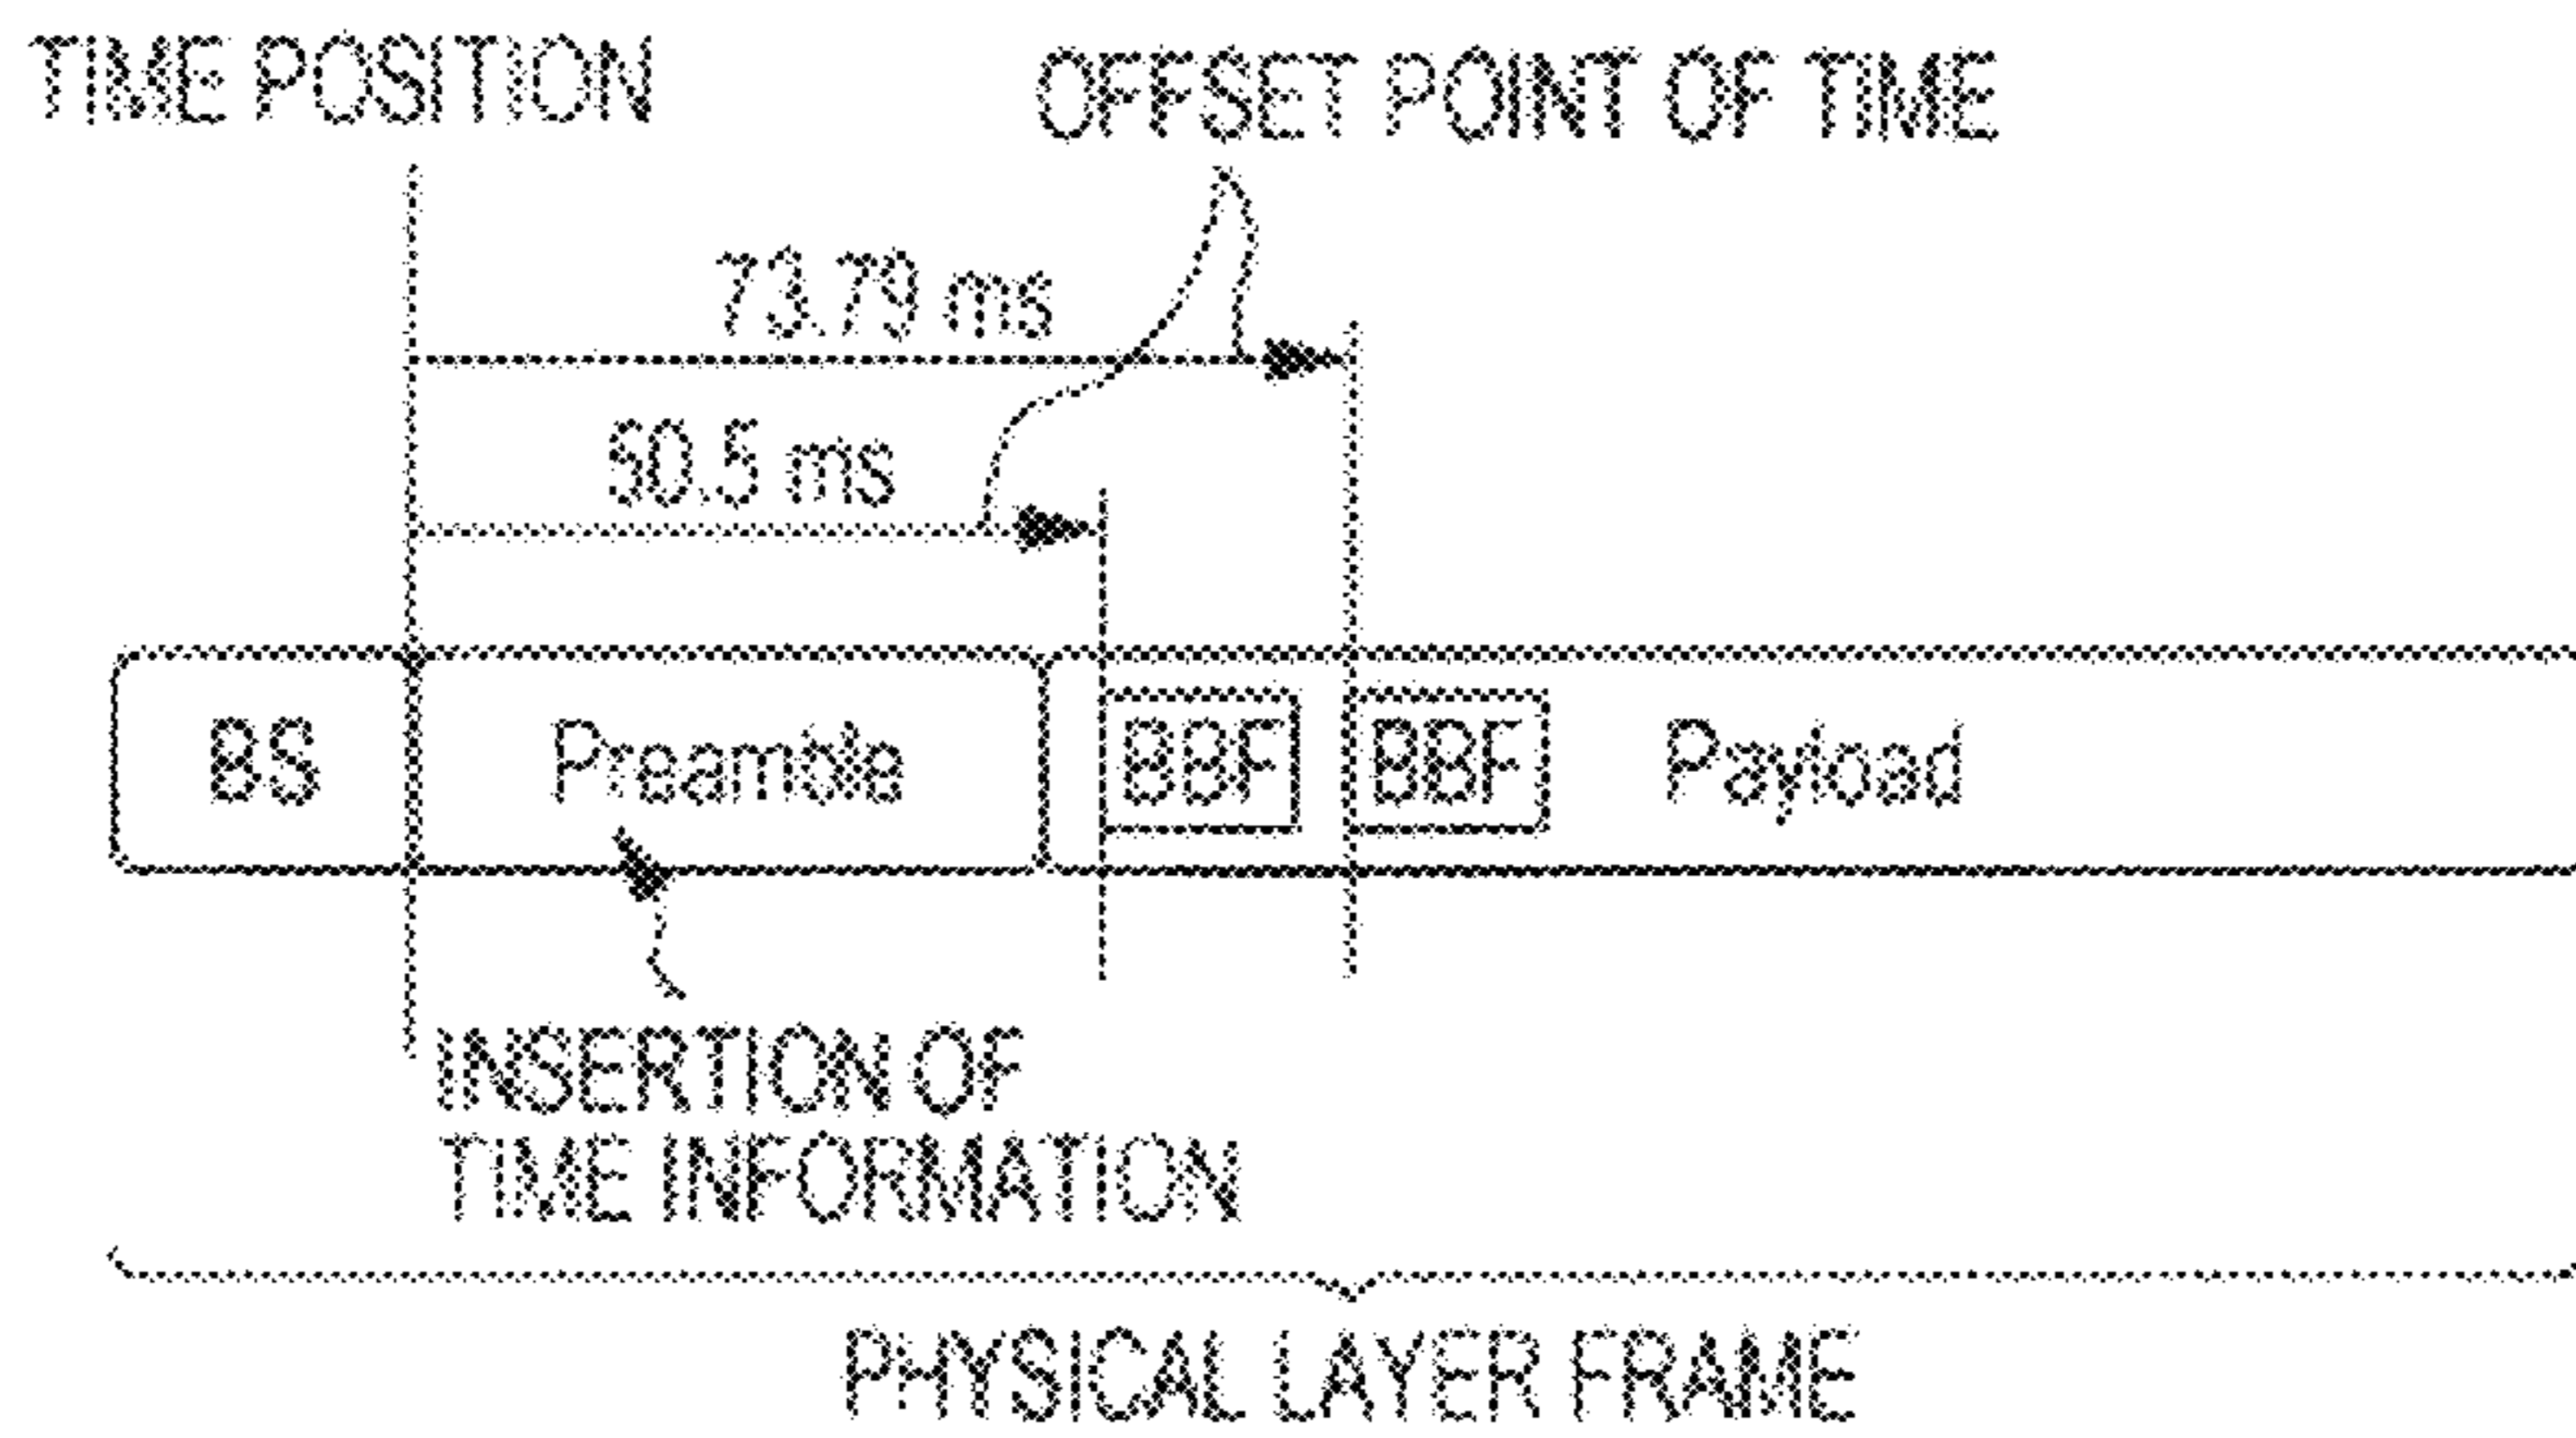 TIME POSITION
OFFSET POINT OF TIME
73.79 ms
50.5 ms
BS Preamble BBF BBF Payload
INSERTION OF
TIME INFORMATION
PHYSICAL LAYER FRAME